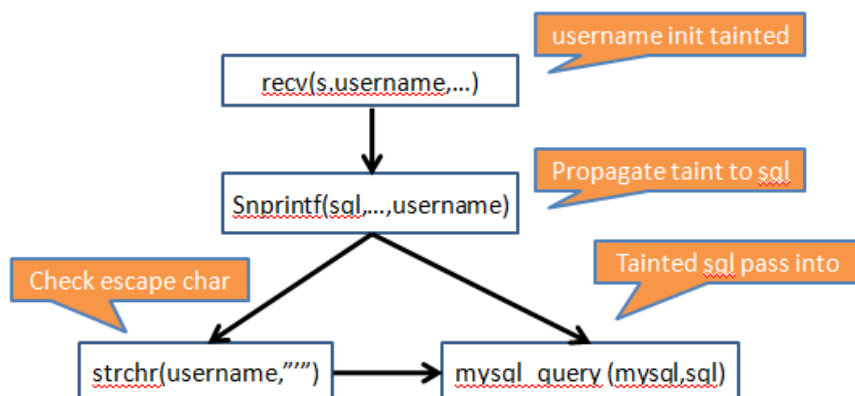 username init tainted
recv(s,username,...)
Propagate taint to sql
Snprintf(sql,...,username)
Tainted sql pass into
Check escape char
strchr(username,”’”)
mysql_query (mysql,sql)